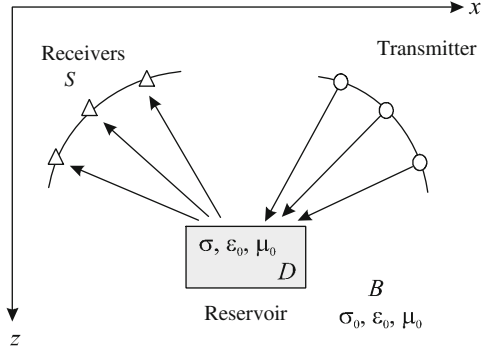 x
Receivers
S
Transmitter
σ, ε₀, μ₀
D
Reservoir
B
σ₀, ε₀, μ₀
z